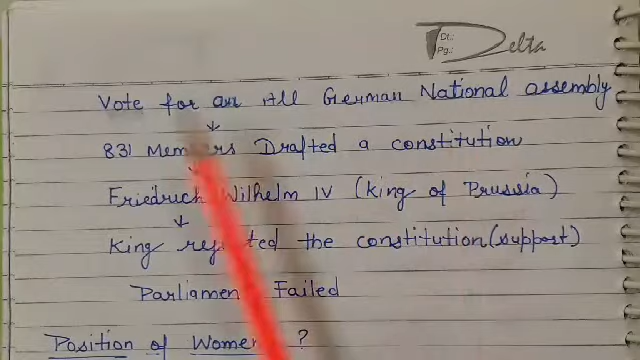 Dt.:
Pg.:
Delta
Vote for an All German National assembly
↓
831 Members Drafted a constitution
Friedrich Wilhelm IV (King of Prussia)
↓
King rejected the constitution (support)
Parliament Failed
Position of Women ?